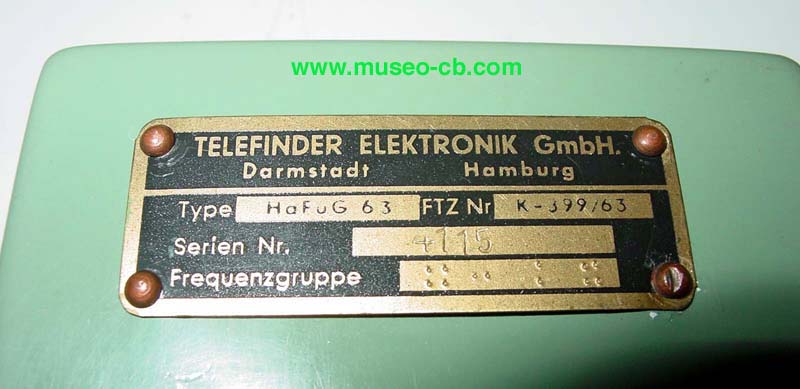 www.museo-cb.com
TELEFINDER ELEKTRONIK GmbH.
Darmstadt Hamburg
Type HaFuG 63 FTZ Nr K-399/63
Serien Nr. 4115
Frequenzgruppe